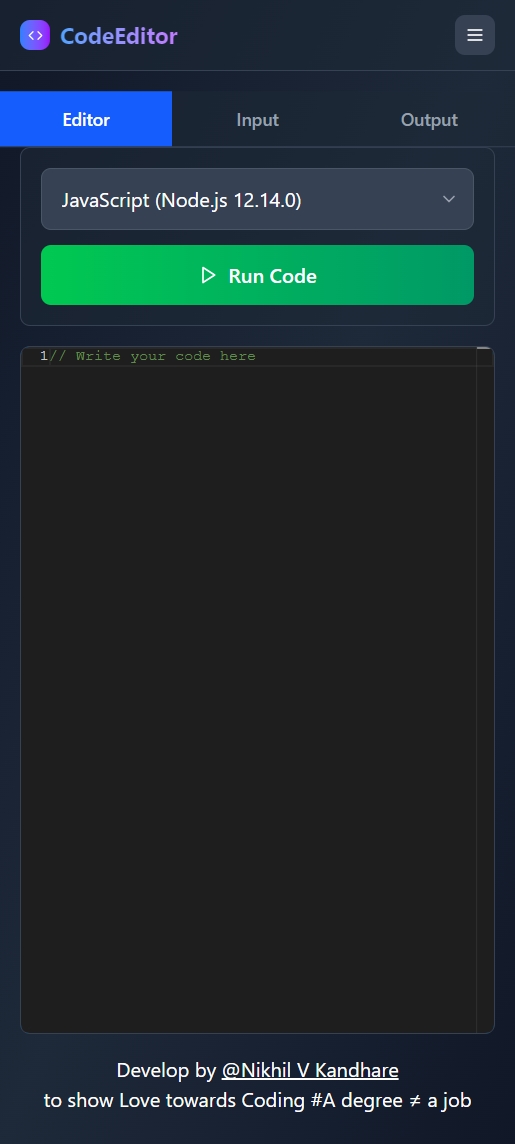 CodeEditor
Editor Input Output
JavaScript (Node.js 12.14.0)
Run Code
1// Write your code here
Develop by @Nikhil V Kandhare
to show Love towards Coding #A degree ≠ a job